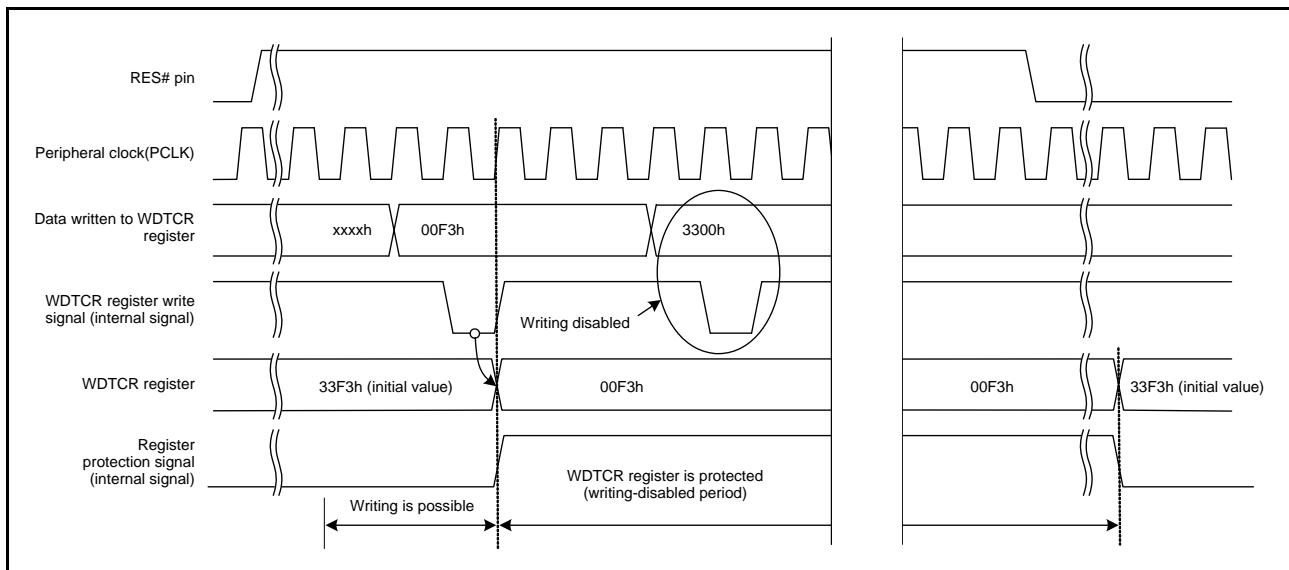 RES# pin
Peripheral clock(PCLK)
Data written to WDTCR
register
xxxxh
00F3h
3300h
WDTCR register write
signal (internal signal)
Writing disabled
WDTCR register
33F3h (initial value)
00F3h
00F3h
33F3h (initial value)
Register
protection signal
(internal signal)
WDTCR register is protected
(writing-disabled period)
Writing is possible